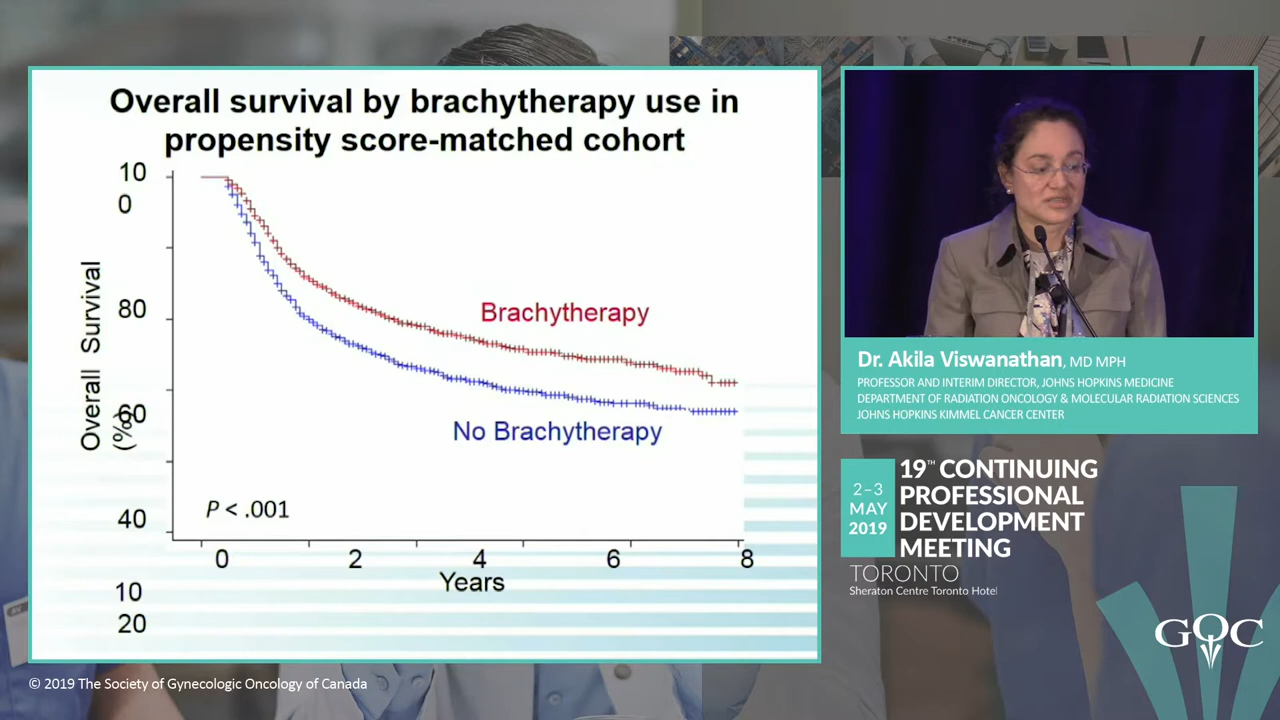 Overall survival by brachytherapy use in
propensity score-matched cohort
10
0
80
60
40
10
20
Overall Survival
(%)
Brachytherapy
No Brachytherapy
P < .001
0 2 4 6 8
Years
Dr. Akila Viswanathan, MD MPH
PROFESSOR AND INTERIM DIRECTOR, JOHNS HOPKINS MEDICINE
DEPARTMENT OF RADIATION ONCOLOGY & MOLECULAR RADIATION SCIENCES
JOHNS HOPKINS KIMMEL CANCER CENTER
2–3
MAY
2019
19TH CONTINUING
PROFESSIONAL
DEVELOPMENT
MEETING
TORONTO
Sheraton Centre Toronto Hotel
GOC
© 2019 The Society of Gynecologic Oncology of Canada